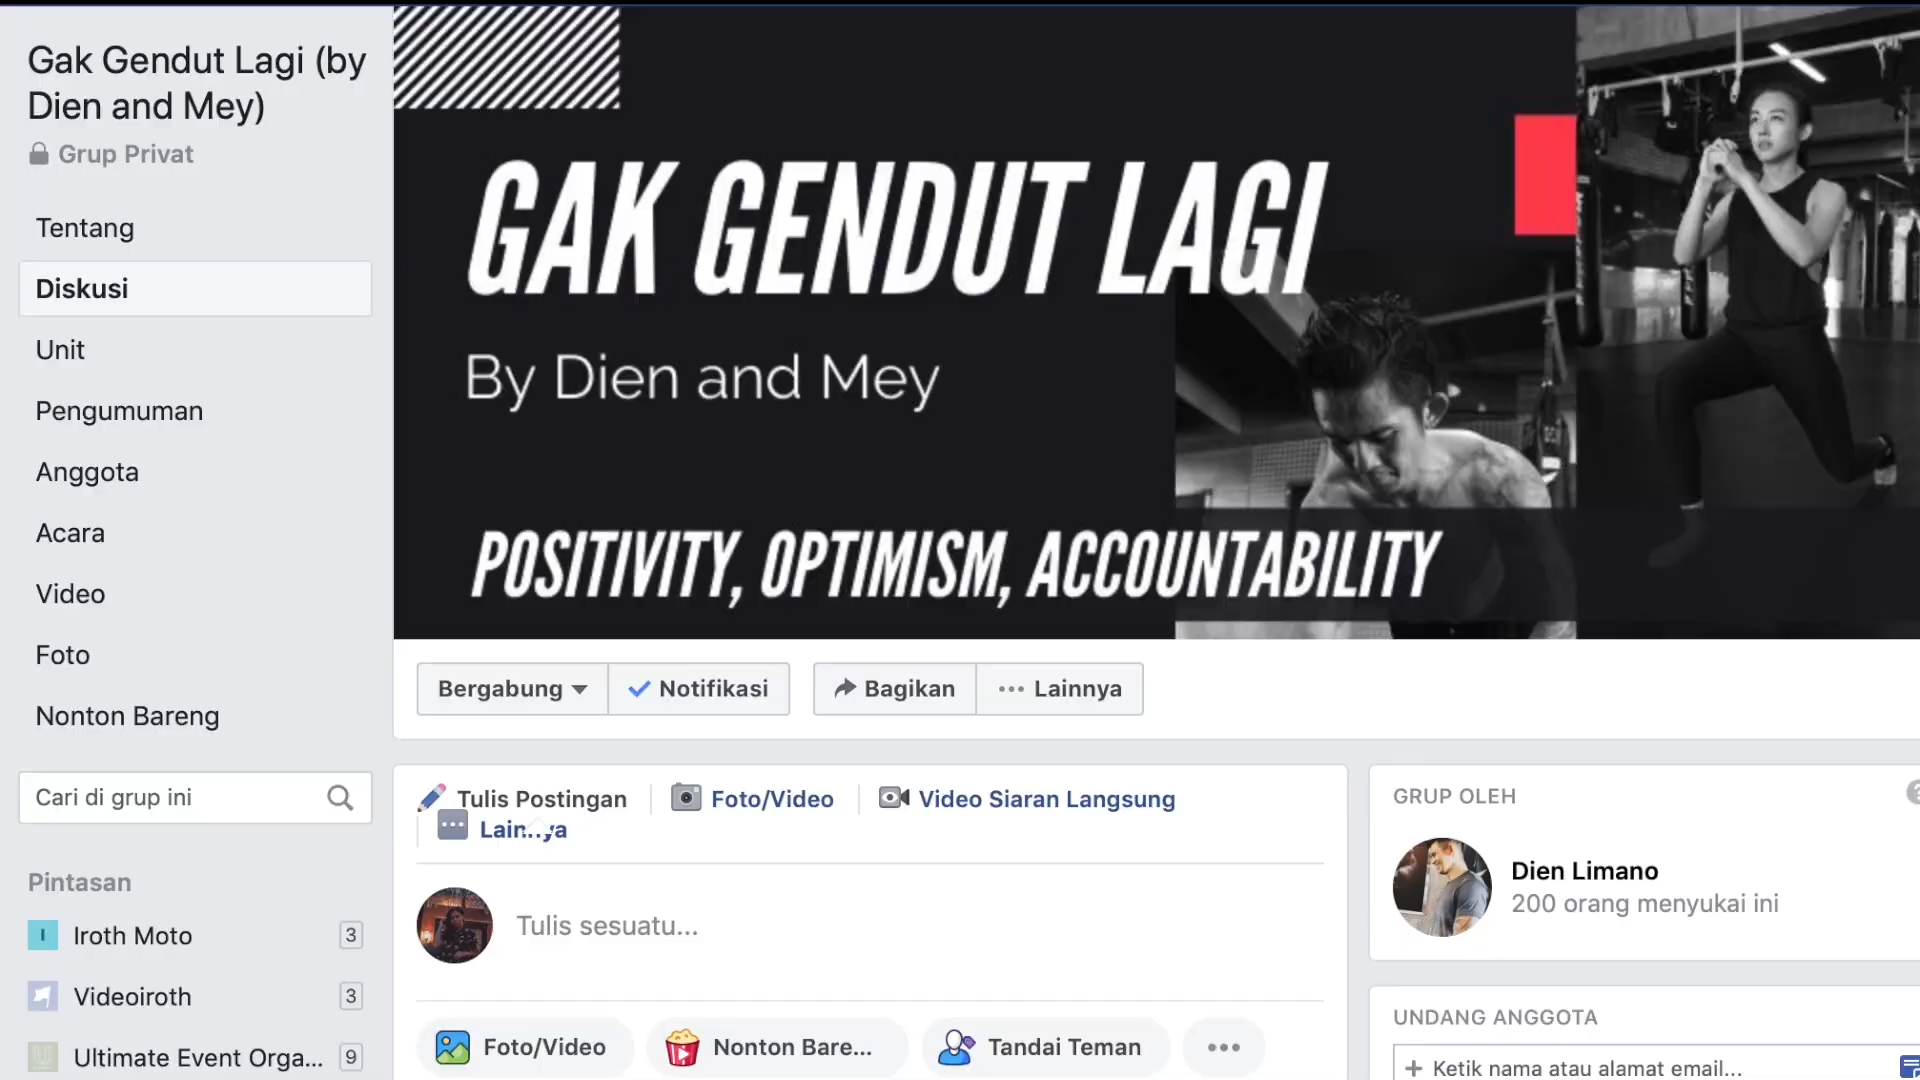 Gak Gendut Lagi (by
Dien and Mey)
Grup Privat
Tentang
Diskusi
Unit
Pengumuman
Anggota
Acara
Video
Foto
Nonton Bareng
Cari di grup ini
Pintasan
I Iroth Moto 3
Videoiroth 3
Ultimate Event Orga... 9
GAK GENDUT LAGI
By Dien and Mey
POSITIVITY, OPTIMISM, ACCOUNTABILITY
Bergabung Notifikasi Bagikan Lainnya
Tulis Postingan Foto/Video Video Siaran Langsung
Lainnya
Tulis sesuatu...
Foto/Video Nonton Bare... Tandai Teman
GRUP OLEH
Dien Limano
200 orang menyukai ini
UNDANG ANGGOTA
+ Ketik nama atau alamat email...